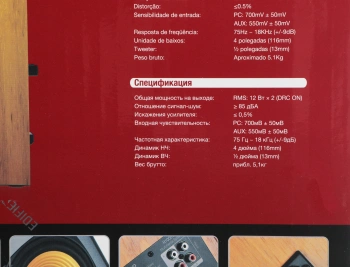 Distorção: ≤0.5%
Sensibilidade de entrada: PC: 700mV ± 50mV
AUX: 550mV ± 50mV
Resposta de freqüência: 75Hz ~ 18KHz (+/-9dB)
Unidade de baixos: 4 polegadas (116mm)
Tweeter: ½ polegadas (13mm)
Peso bruto: Aproximado 5.1Kg
Спецификация
Общая мощность на выходе: RMS: 12 Вт × 2 (DRC ON)
Отношение сигнал-шум: ≥ 85 дБА
Искажения усилителя: ≤ 0,5%
Входная чувствительность: PC: 700мВ ± 50мВ
AUX: 550мВ ± 50мВ
Частотная характеристика: 75 Гц ~ 18 кГц (+/-9дБ)
Динамик НЧ: 4 дюйма (116mm)
Динамик ВЧ: ½ дюйма (13mm)
Вес брутто: прибл. 5,1кг
EDIFIER